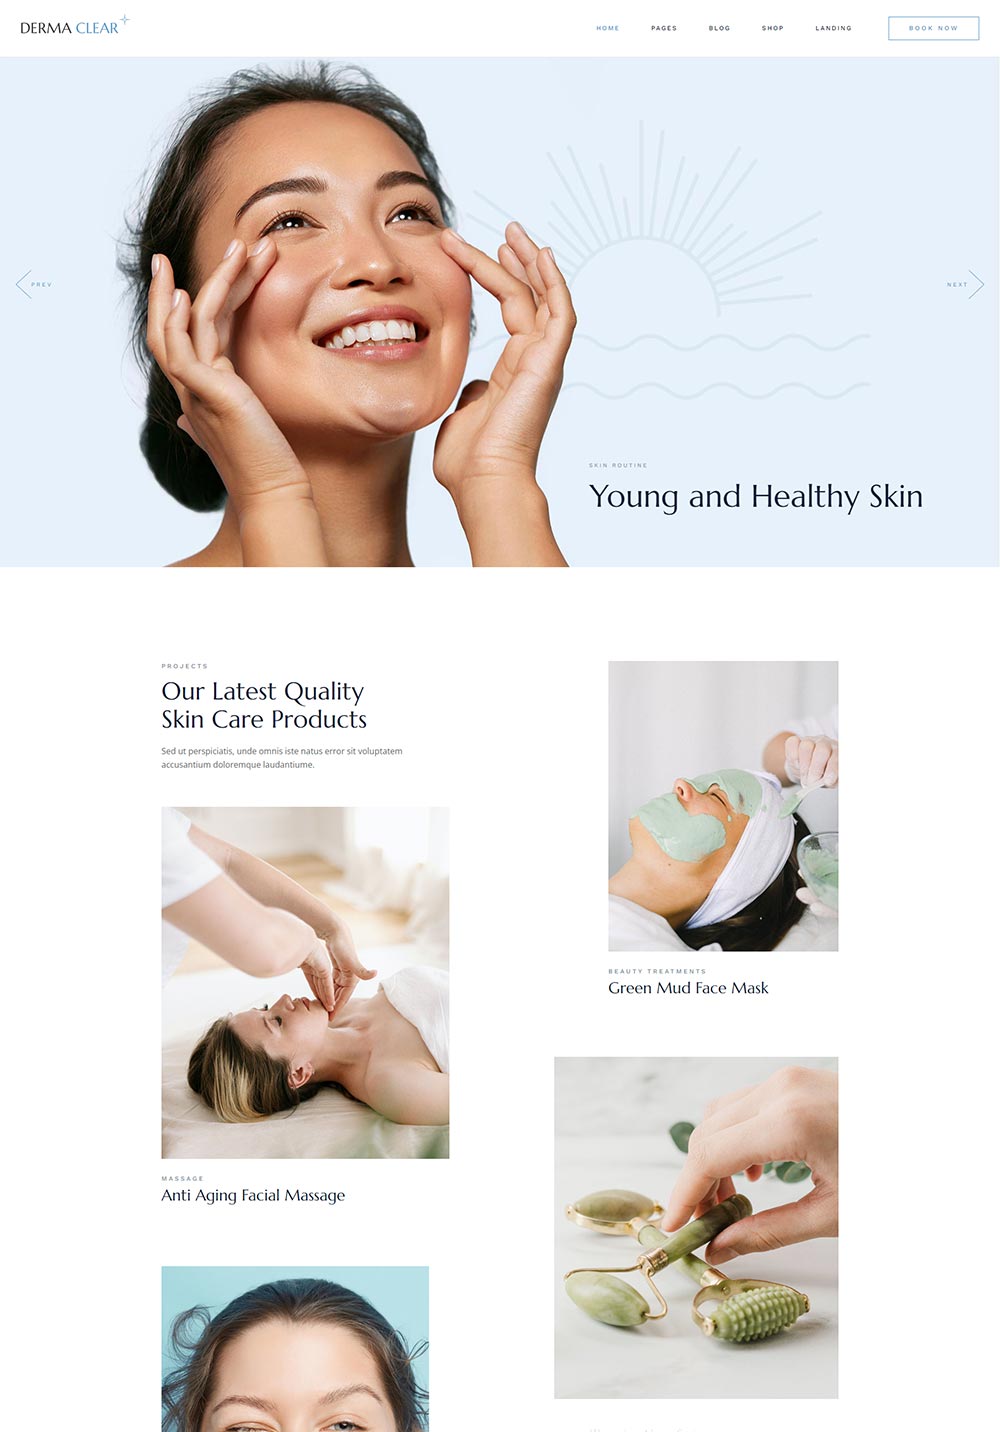 DERMA CLEAR
HOME
PAGES
BLOG
SHOP
LANDING
BOOK NOW
PREV
NEXT
SKIN ROUTINE
Young and Healthy Skin
PROJECTS
Our Latest Quality
Skin Care Products
Sed ut perspiciatis, unde omnis iste natus error sit voluptatem
accusantium doloremque laudantiume.
BEAUTY TREATMENTS
Green Mud Face Mask
MASSAGE
Anti Aging Facial Massage